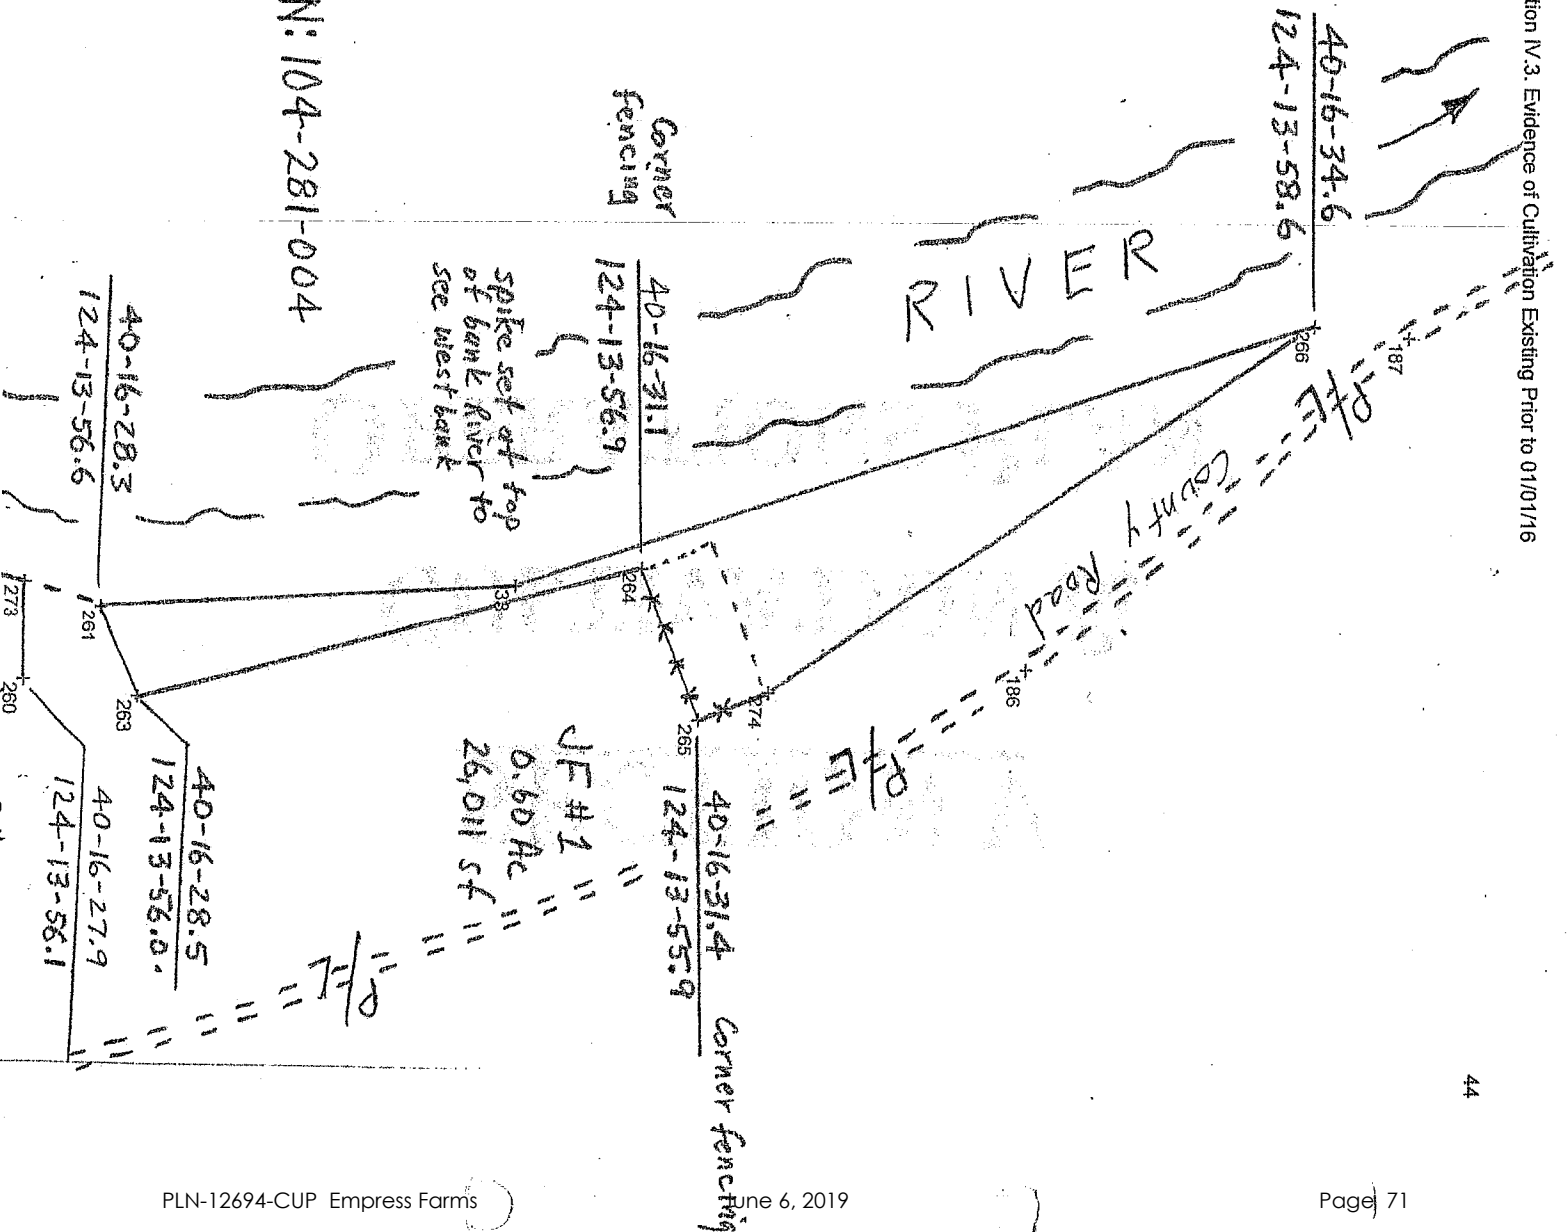 tion IV.3. Evidence of Cultivation Existing Prior to 01/01/16
40-16-34.6
124-13-58.6
266
187
P/E
County
Road
RIVER
186
P/E
Corner
fencing
40-16-31.1
124-13-56.9
264
274
265
40-16-31.4
124-13-55.9
Corner fencing
spike set at top
of bank River to
see west bank
33
JF #1
0.60 Ac
26,011 sf
N: 104-281-004
40-16-28.3
124-13-56.6
261
263
40-16-28.5
124-13-56.0.
273
260
40-16-27.9
124-13-56.1
44
PLN-12694-CUP Empress Farms
June 6, 2019
Page 71